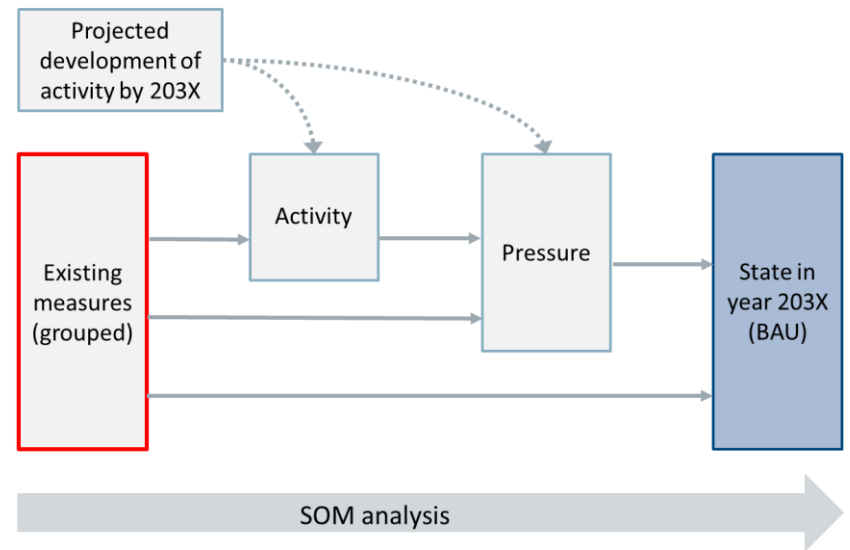 Projected
development of
activity by 203X
Existing
measures
(grouped)
Activity
Pressure
State in
year 203X
(BAU)
SOM analysis